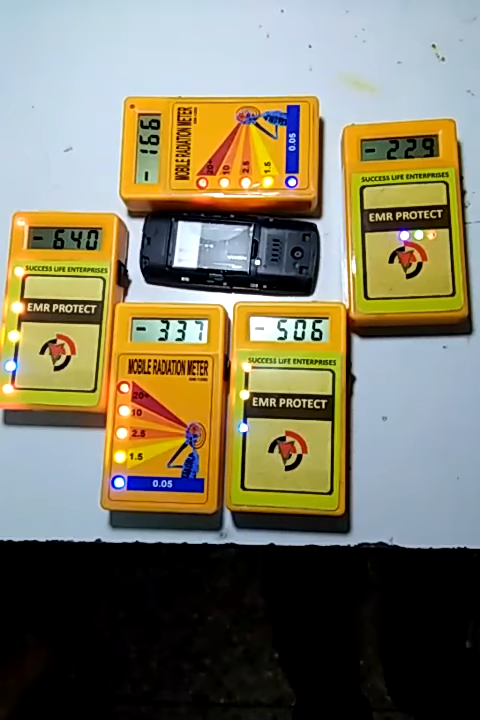 - 166
MOBILE RADIATION METER
20+
10
2.5
1.5
0.05
- 229
SUCCESS LIFE ENTERPRISES
EMR PROTECT
- 640
SUCCESS LIFE ENTERPRISES
EMR PROTECT
- 337
MOBILE RADIATION METER
20+
10
2.5
1.5
0.05
- 506
SUCCESS LIFE ENTERPRISES
EMR PROTECT